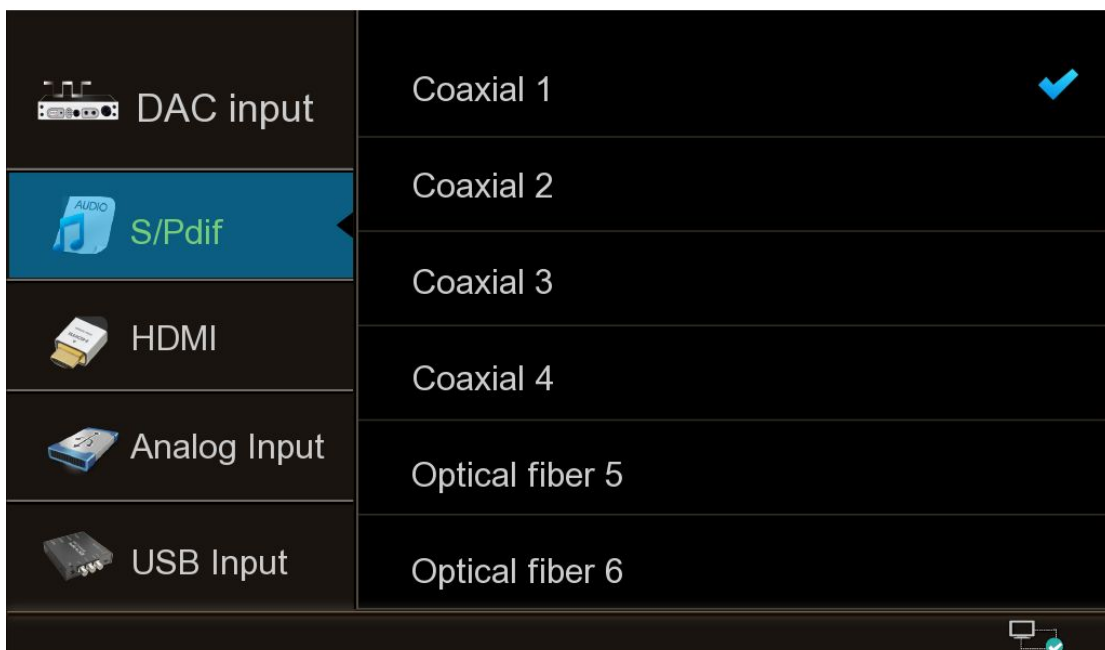 DAC input
AUDIO
S/Pdif
HDMI
Analog Input
USB Input
Coaxial 1
Coaxial 2
Coaxial 3
Coaxial 4
Optical fiber 5
Optical fiber 6